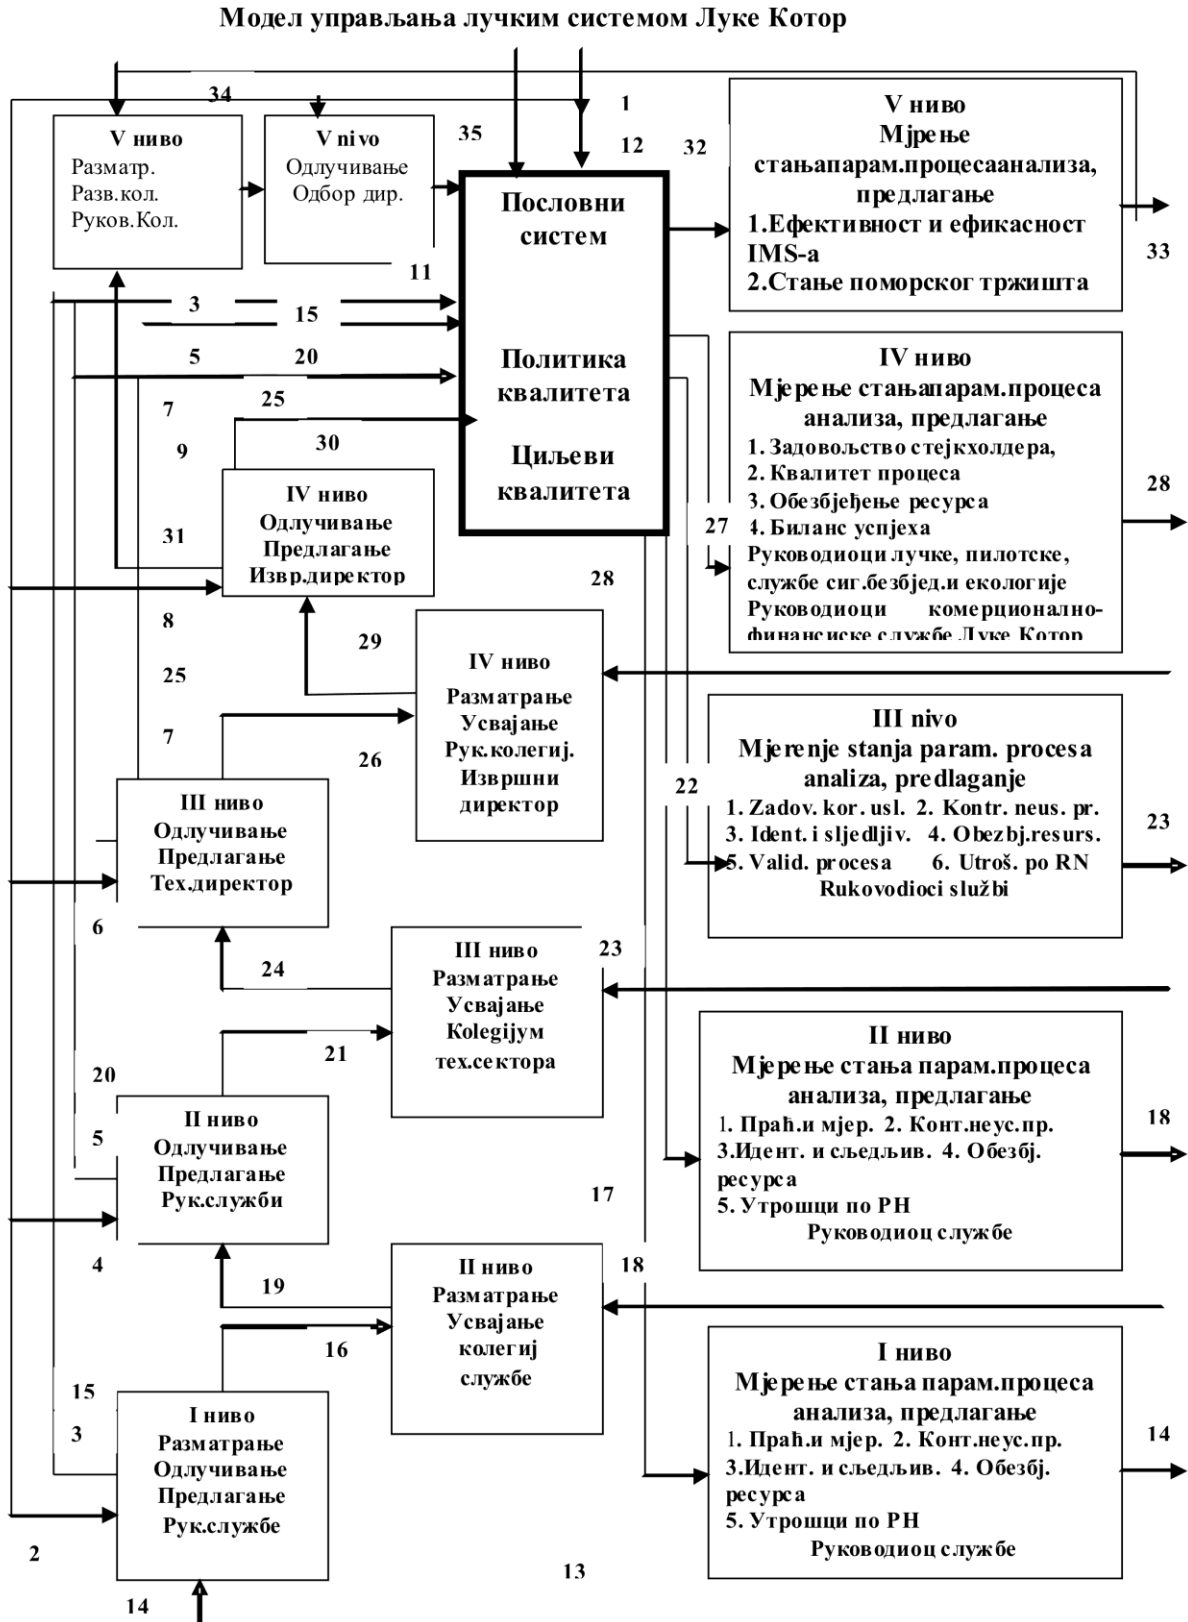 Модел управљања лучким системом Луке Котор
34
1
35
12
32
V ниво
Разматр.
Разв.кол.
Руков.Кол.
V nivo
Одлучивање
Одбор дир.
11
Пословни
систем
Политика
квалитета
Циљеви
квалитета
V ниво
Мјрење
стањапарам.процесаанализа,
предлагање
1.Ефективност и ефикасност
IMS-а
2.Стање поморског тржишта
33
3
15
5
20
7
25
9
30
IV ниво
Одлучивање
Предлагање
Извр.директор
31
8
29
28
27
IV ниво
Мјерење стањапарам.процеса
анализа, предлагање
1. Задовољство стејкхолдера,
2. Квалитет процеса
3. Обезбјеђење ресурса
4. Биланс успјеха
Руководиоци лучке, пилотске,
службе сиг.безбјед.и екологије
Руководиоци комерционално-
финансиске службе Луке Котор
28
25
7
26
IV ниво
Разматрање
Усвајање
Рук.колегиј.
Извршни
директор
22
III nivo
Mjerenje stanja param. procesa
analiza, predlaganje
1. Zadov. kor. usl. 2. Kontr. neus. pr.
3. Ident. i sljedljiv. 4. Obezbj.resurs.
5. Valid. procesa 6. Utroš. po RN
Rukovodioci službi
23
III ниво
Одлучивање
Предлагање
Тех.директор
6
24
III ниво
Разматрање
Усвајање
Коlegijум
тех.сектора
23
21
20
5
II ниво
Одлучивање
Предлагање
Рук.служби
4
19
17
II ниво
Мјерење стања парам.процеса
анализа, предлагање
1. Праћ.и мјер. 2. Конт.неус.пр.
3.Идент. и сљедљив. 4. Обезбј.
ресурса
5. Утрошци по РН
Руководиоц службе
18
II ниво
Разматрање
Усвајање
колегиј
службе
18
16
15
3
I ниво
Разматрање
Одлучивање
Предлагање
Рук.службе
2
14
13
I ниво
Мјерење стања парам.процеса
анализа, предлагање
1. Праћ.и мјер. 2. Конт.неус.пр.
3.Идент. и сљедљив. 4. Обезбј.
ресурса
5. Утрошци по РН
Руководиоц службе
14